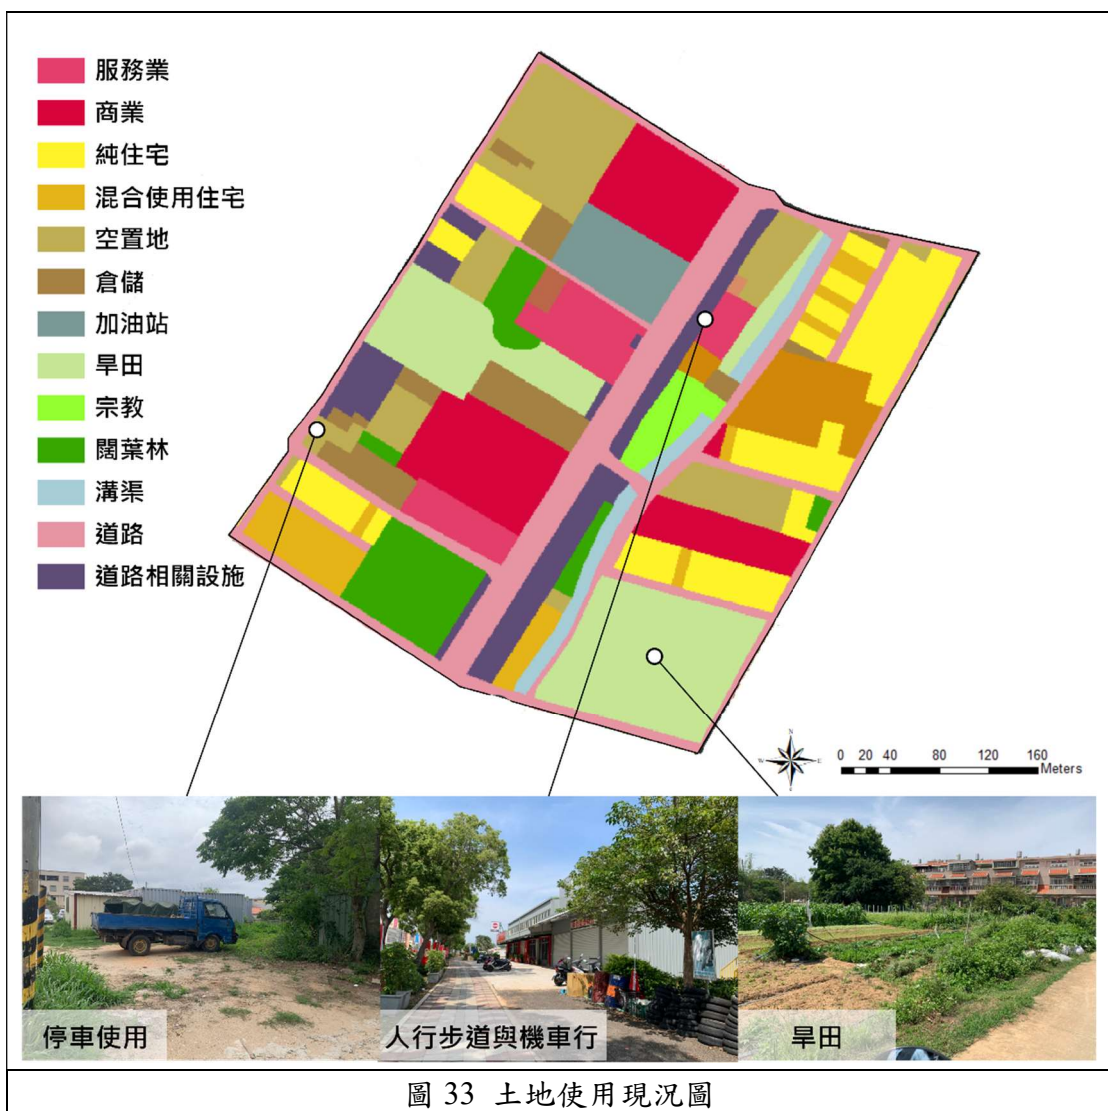 服務業
商業
純住宅
混合使用住宅
空置地
倉儲
加油站
旱田
宗教
闊葉林
溝渠
道路
道路相關設施
N
W
E
S
0 20 40 80 120 160
Meters
停車使用
人行步道與機車行
旱田
圖 33 土地使用現況圖